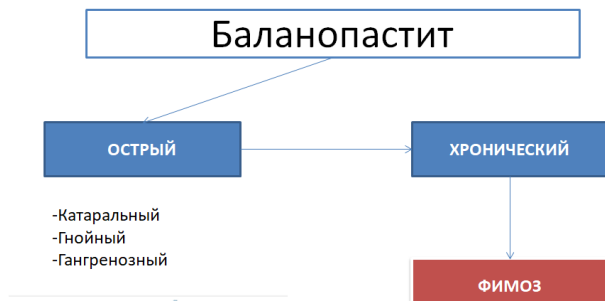 Баланопастит
ОСТРЫЙ
ХРОНИЧЕСКИЙ
-Катаральный
-Гнойный
-Гангренозный
ФИМОЗ